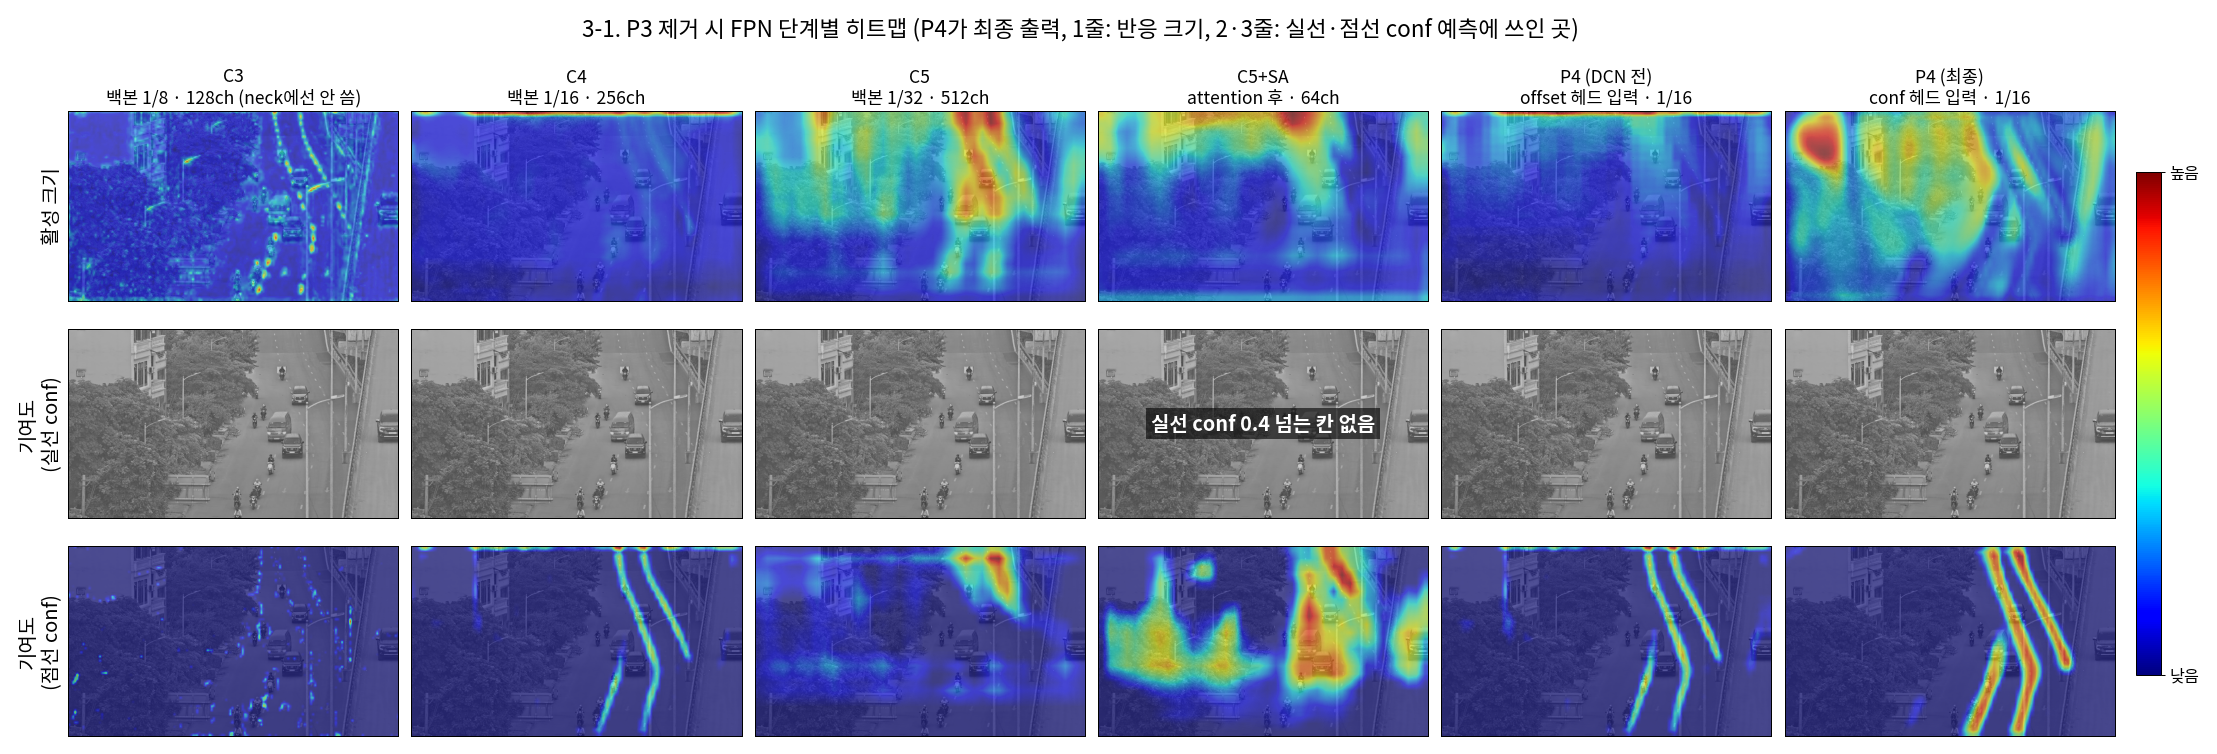 3-1. P3 제거 시 FPN 단계별 히트맵 (P4가 최종 출력, 1줄: 반응 크기, 2·3줄: 실선·점선 conf 예측에 쓰인 곳)
C3
백본 1/8 · 128ch (neck에선 안 씀)
C4
백본 1/16 · 256ch
C5
백본 1/32 · 512ch
C5+SA
attention 후 · 64ch
P4 (DCN 전)
offset 헤드 입력 · 1/16
P4 (최종)
conf 헤드 입력 · 1/16
활성 크기
기여도
(실선 conf)
실선 conf 0.4 넘는 칸 없음
기여도
(점선 conf)
높음
낮음